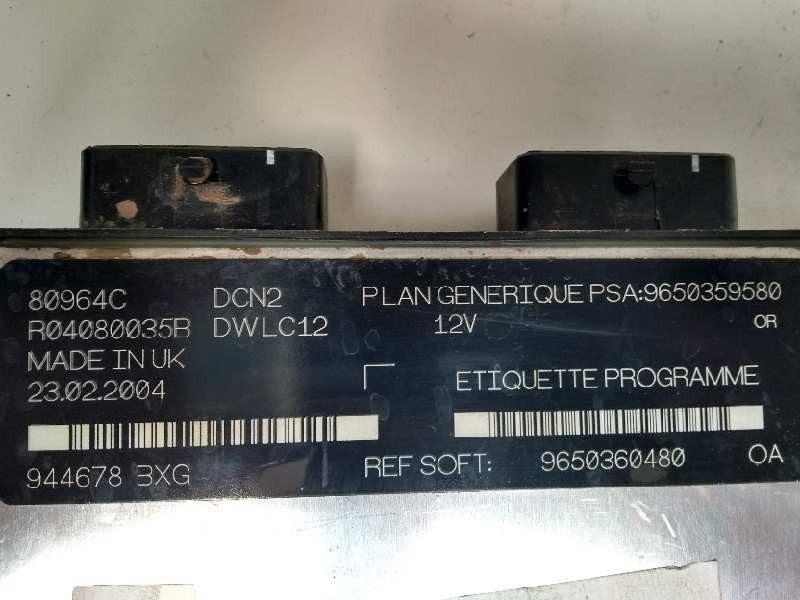 80964C DCN2 PLAN GENERIQUE PSA:9650359580
R04080035B DWLC12 12V OR
MADE IN UK
23.02.2004 ETIQUETTE PROGRAMME
944678 BXG REF SOFT: 9650360480 OA